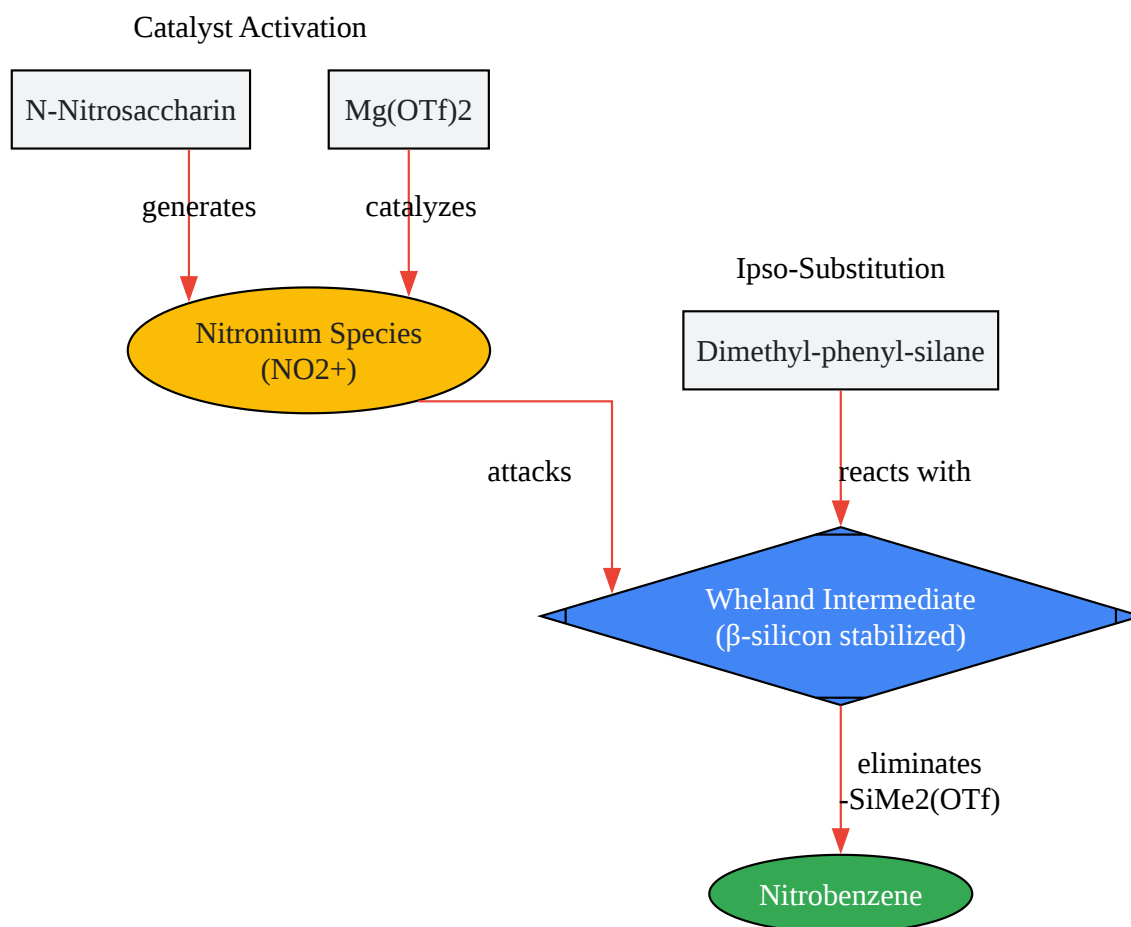 Catalyst Activation
N-Nitrosaccharin
Mg(OTf)2
generates
catalyzes
Nitronium Species
(NO2+)
Ipso-Substitution
Dimethyl-phenyl-silane
attacks
reacts with
Wheland Intermediate
(β-silicon stabilized)
eliminates
-SiMe2(OTf)
Nitrobenzene